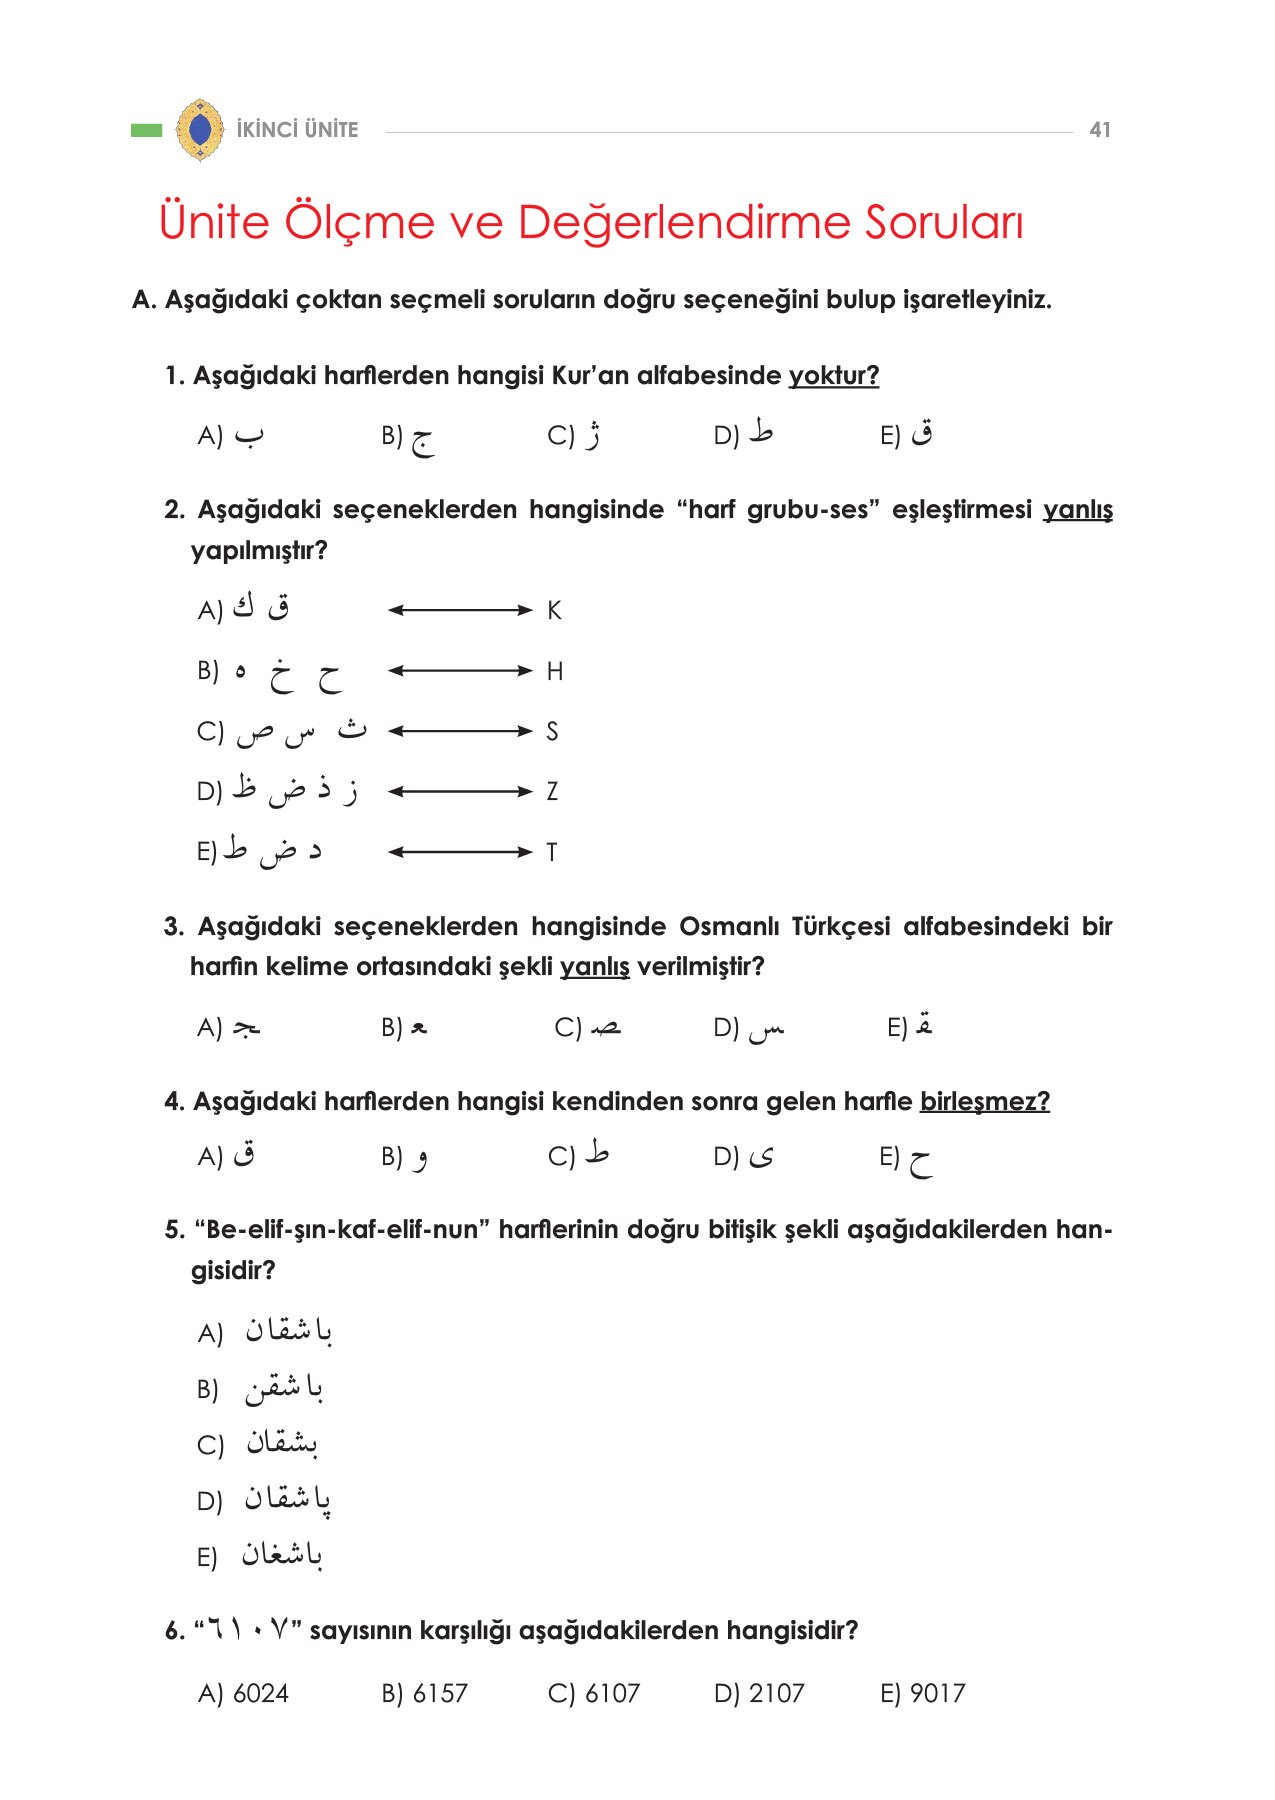 İKİNCİ ÜNİTE 41
Ünite Ölçme ve Değerlendirme Soruları
A. Aşağıdaki çoktan seçmeli soruların doğru seçeneğini bulup işaretleyiniz.
1. Aşağıdaki harflerden hangisi Kur’an alfabesinde yoktur?
A) ب B) ج C) ژ D) ط E) ق
2. Aşağıdaki seçeneklerden hangisinde “harf grubu-ses” eşleştirmesi yanlış
yapılmıştır?
A) ق ك K
B) ح خ ه H
C) ث س ص S
D) ز ذ ض ظ Z
E) د ض ط T
3. Aşağıdaki seçeneklerden hangisinde Osmanlı Türkçesi alfabesindeki bir
harfin kelime ortasındaki şekli yanlış verilmiştir?
A) ـجـ B) ـعـ C) ـصـ D) ـس E) ـقـ
4. Aşağıdaki harflerden hangisi kendinden sonra gelen harfle birleşmez?
A) ق B) و C) ط D) ى E) ح
5. “Be-elif-şın-kaf-elif-nun” harflerinin doğru bitişik şekli aşağıdakilerden han-
gisidir?
A) باشقان
B) باشقن
C) بشقان
D) پاشقان
E) باشغان
6. “٦١٠٧” sayısının karşılığı aşağıdakilerden hangisidir?
A) 6024 B) 6157 C) 6107 D) 2107 E) 9017